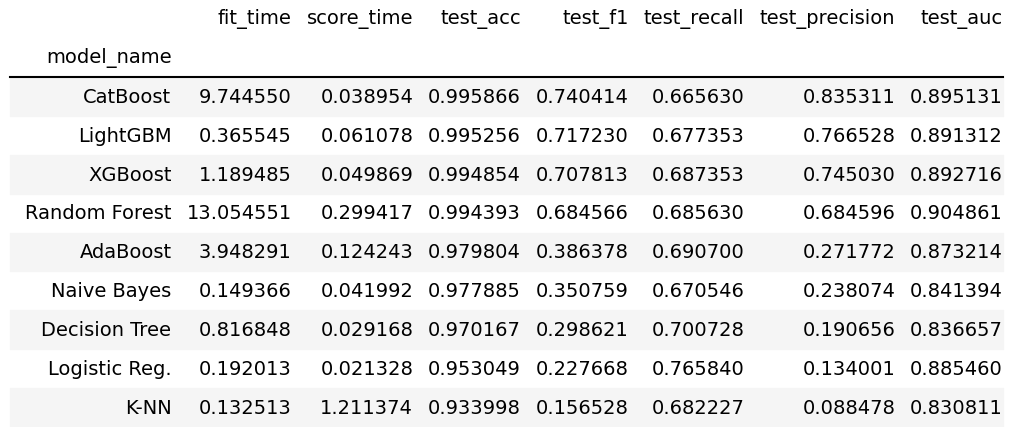 fit_time score_time test_acc test_f1 test_recall test_precision test_auc
model_name
CatBoost 9.744550 0.038954 0.995866 0.740414 0.665630 0.835311 0.895131
LightGBM 0.365545 0.061078 0.995256 0.717230 0.677353 0.766528 0.891312
XGBoost 1.189485 0.049869 0.994854 0.707813 0.687353 0.745030 0.892716
Random Forest 13.054551 0.299417 0.994393 0.684566 0.685630 0.684596 0.904861
AdaBoost 3.948291 0.124243 0.979804 0.386378 0.690700 0.271772 0.873214
Naive Bayes 0.149366 0.041992 0.977885 0.350759 0.670546 0.238074 0.841394
Decision Tree 0.816848 0.029168 0.970167 0.298621 0.700728 0.190656 0.836657
Logistic Reg. 0.192013 0.021328 0.953049 0.227668 0.765840 0.134001 0.885460
K-NN 0.132513 1.211374 0.933998 0.156528 0.682227 0.088478 0.830811